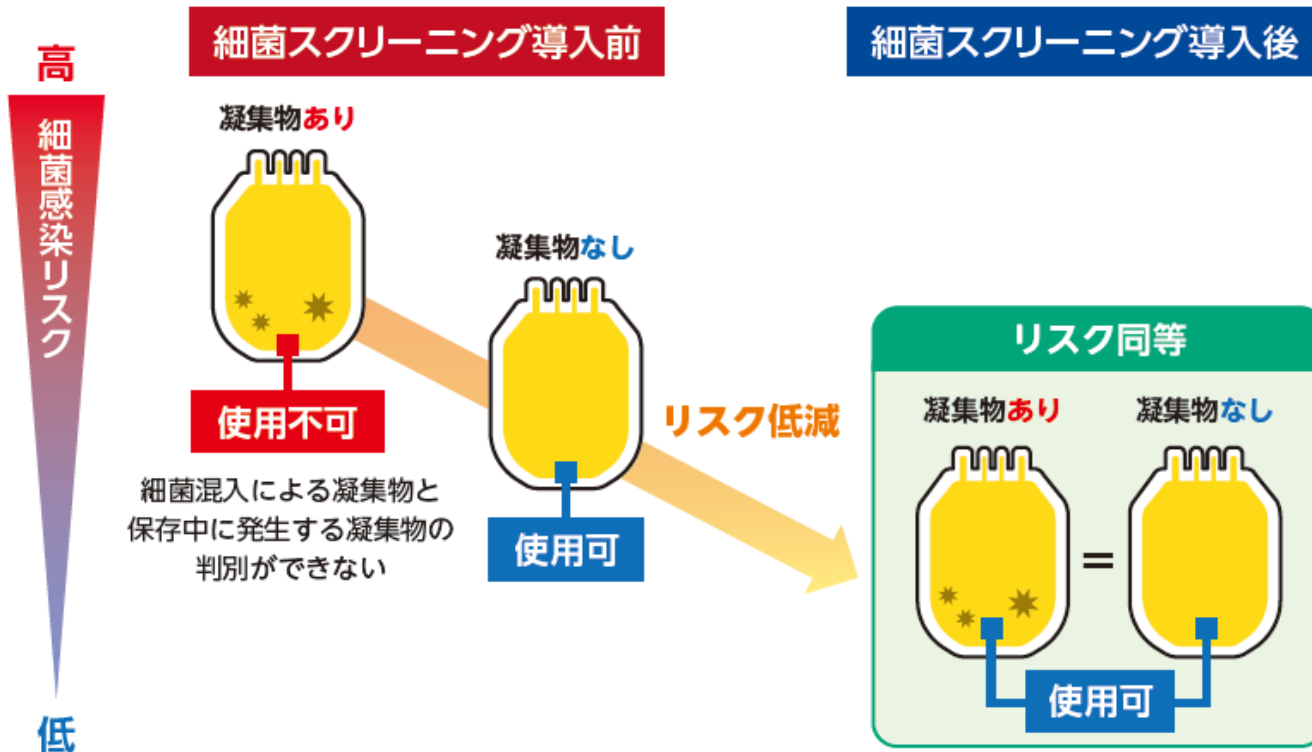 細菌スクリーニング導入前
細菌スクリーニング導入後
高
細菌感染リスク
低
凝集物あり
使用不可
細菌混入による凝集物と
保存中に発生する凝集物の
判別ができない
凝集物なし
使用可
リスク低減
リスク同等
凝集物あり
凝集物なし
=
使用可